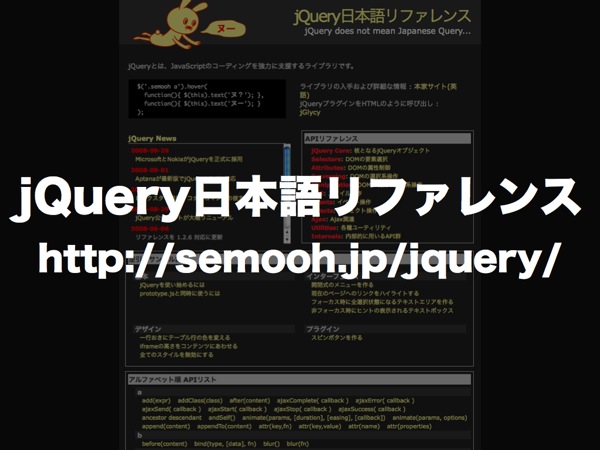 ヌー
jQuery日本語リファレンス
jQuery does not mean Japanese Query...
jQueryとは、JavaScriptのコーディングを強力に支援するライブラリです。
$('.semooh a').hover(
function(){ $(this).text('ヌ？'); },
function(){ $(this).text('ヌー'); }
);
ライブラリの入手および詳細な情報 : 本家サイト(英語)
jQueryプラグインをHTMLのように呼び出し :
jGlycy
jQuery News
MicrosoftとNokiaがjQueryを正式に採用
APIリファレンス
jQuery Core: 核となるjQueryオブジェクト
Selectors: DOMの要素選択
Attributes: DOMの属性制御
jQuery日本語リファレンス
http://semooh.jp/jquery/
リファレンスを 1.2.6 対応に更新
Utilities: 各種ユーティリティ
Internals: 内部的に用いるAPI群
jQueryを使い始めるには
prototype.jsと同時に使うには
開閉式のメニューを作る
現在のページへのリンクをハイライトする
フォーカス時に全選択状態になるテキストエリアを作る
非フォーカス時にヒントの表示されるテキストボックス
デザイン
一行おきにテーブル行の色を変える
iframeの高さをコンテンツにあわせる
全てのスタイルを無効にする
プラグイン
スピンボタンを作る
アルファベット順 APIリスト
a
add(expr) addClass(class) after(content) ajaxComplete( callback ) ajaxError( callback )
ajaxSend( callback ) ajaxStart( callback ) ajaxStop( callback ) ajaxSuccess( callback )
ancestor descendant andSelf() animate(params, [duration], [easing], [callback]) animate(params, options)
append(content) appendTo(content) attr(key,fn) attr(key,value) attr(name) attr(properties)
b
before(content) bind(type, [data], fn) blur() blur(fn)